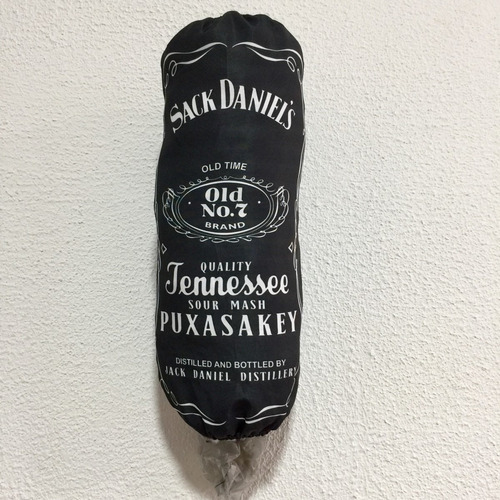 SACK DANIEL'S
OLD TIME
Old
No.7
BRAND
QUALITY
Tennessee
SOUR MASH
PUXASAKEY
DISTILLED AND BOTTLED BY
JACK DANIEL DISTILLERY